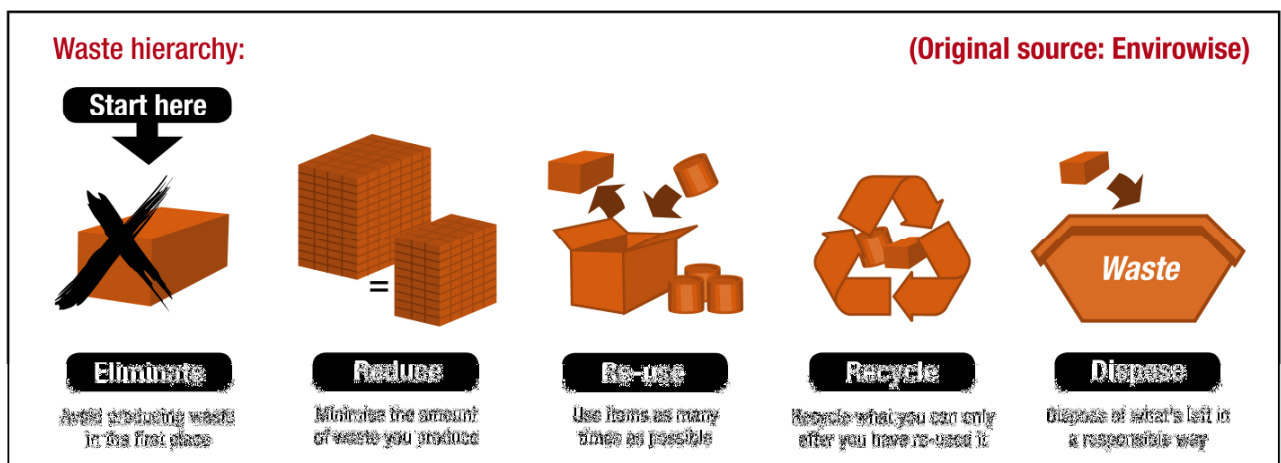 Waste hierarchy:
(Original source: Envirowise)
Start here
Waste
Eliminate
Reduce
Re-use
Recycle
Dispose
Avoid producing waste
in the first place
Minimise the amount
of waste you produce
Use items as many
times as possible
Recycle what you can only
after you have re-used it
Dispose of what's left in
a responsible way